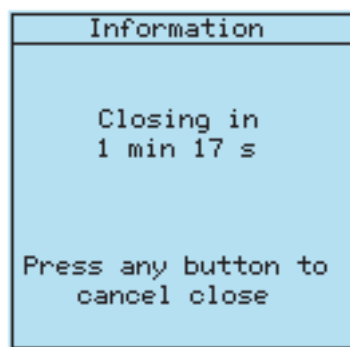 Information
Closing in
1 min 17 s
Press any button to
cancel close